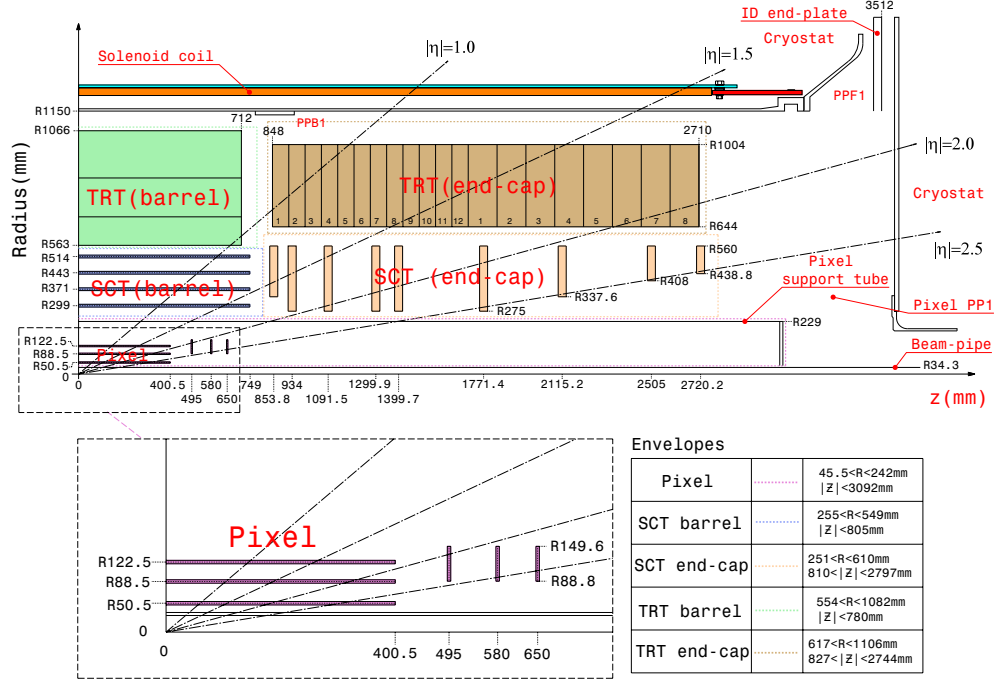 3512
ID end-plate
Cryostat
|η|=1.0
|η|=1.5
Solenoid coil
PPF1
R1150
PPB1
R1066
712
848
2710
R1004
|η|=2.0
Radius(mm)
TRT(barrel)
TRT(end-cap)
Cryostat
1 2 3 4 5 6 7 8 9 10 11 12 1 2 3 4 5 6 7 8
R644
R563
R560
|η|=2.5
R514
R443
SCT (end-cap)
R438.8
Pixel
support tube
R408
R371
SCT(barrel)
R337.6
R299
R275
Pixel PP1
R229
R122.5
R88.5
Pixel
R50.5
Beam-pipe
R34.3
0
0
400.5
749
934
1299.9
1771.4
2115.2
2505
2720.2
495
580
650
853.8
1091.5
1399.7
z(mm)
Envelopes
Pixel
45.5<R<242mm
|Z|<3092mm
SCT barrel
255<R<549mm
|Z|<805mm
SCT end-cap
251<R<610mm
810<|Z|<2797mm
TRT barrel
554<R<1082mm
|Z|<780mm
TRT end-cap
617<R<1106mm
827<|Z|<2744mm
Pixel
R149.6
R122.5
R88.5
R88.8
R50.5
0
0
400.5
495
580
650